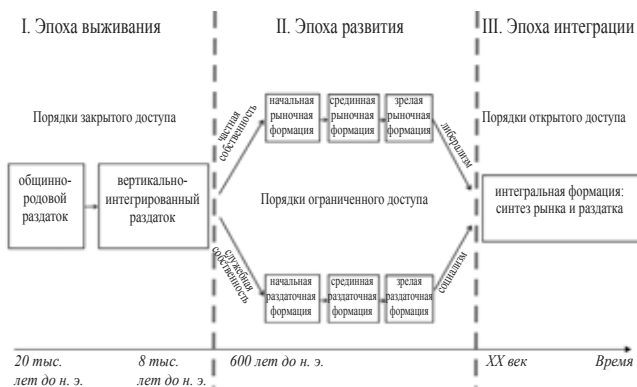 I. Эпоха выживания
II. Эпоха развития
III. Эпоха интеграции
Порядки закрытого доступа
общинно-
родовой
раздаток
вертикально-
интегрированный
раздаток
частная
собственность
начальная
рыночная
формация
срединная
рыночная
формация
зрелая
рыночная
формация
либерализм
Порядки ограниченного доступа
служебная
собственность
начальная
раздаточная
формация
срединная
раздаточная
формация
зрелая
раздаточная
формация
социализм
Порядки открытого доступа
интегральная формация:
синтез рынка и раздатка
20 тыс.
лет до н. э.
8 тыс.
лет до н. э.
600 лет до н. э.
XX век
Время